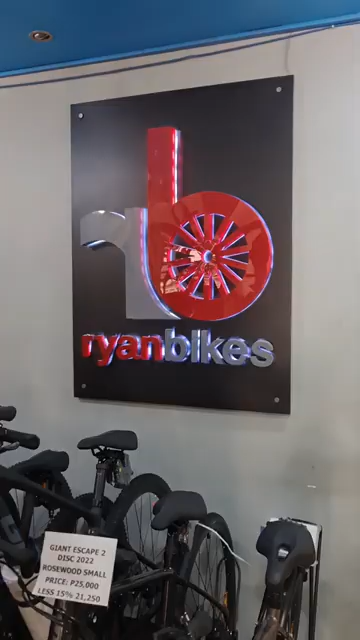 ryanbikes
GIANT ESCAPE 2
DISC 2022
ROSEWOOD SMALL
PRICE: P25,000
LESS 15% 21,250